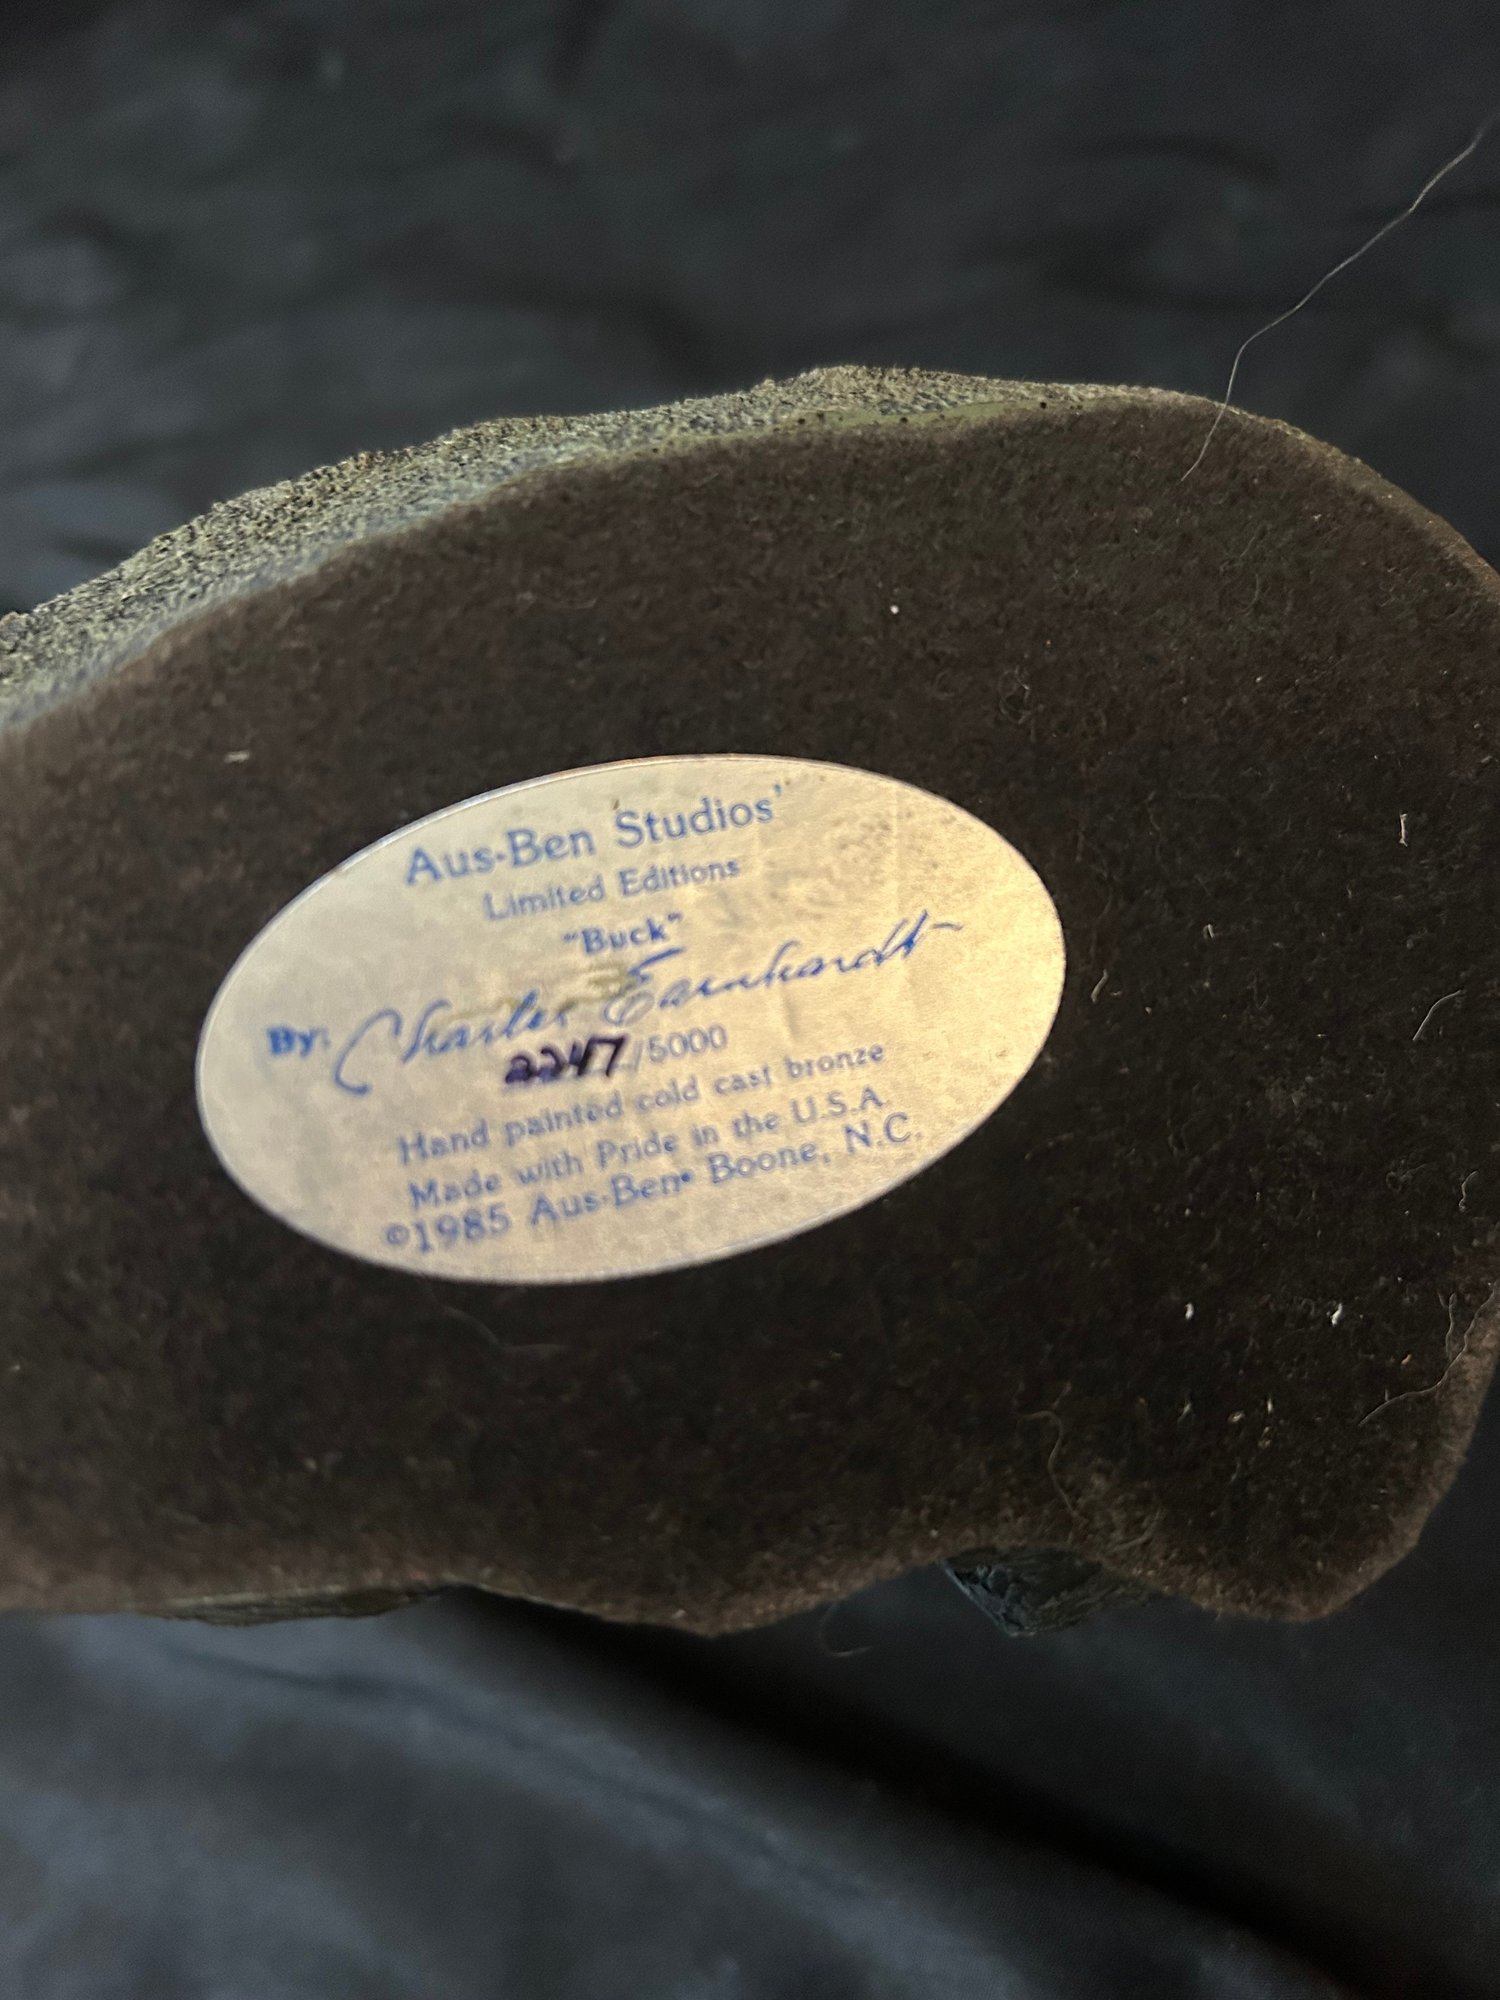 Aus-Ben Studios'
Limited Editions
"Buck"
By: Charles Earnhardt
2247/5000
Hand painted cold cast bronze
Made with Pride in the U.S.A.
©1985 Aus-Ben• Boone, N.C.